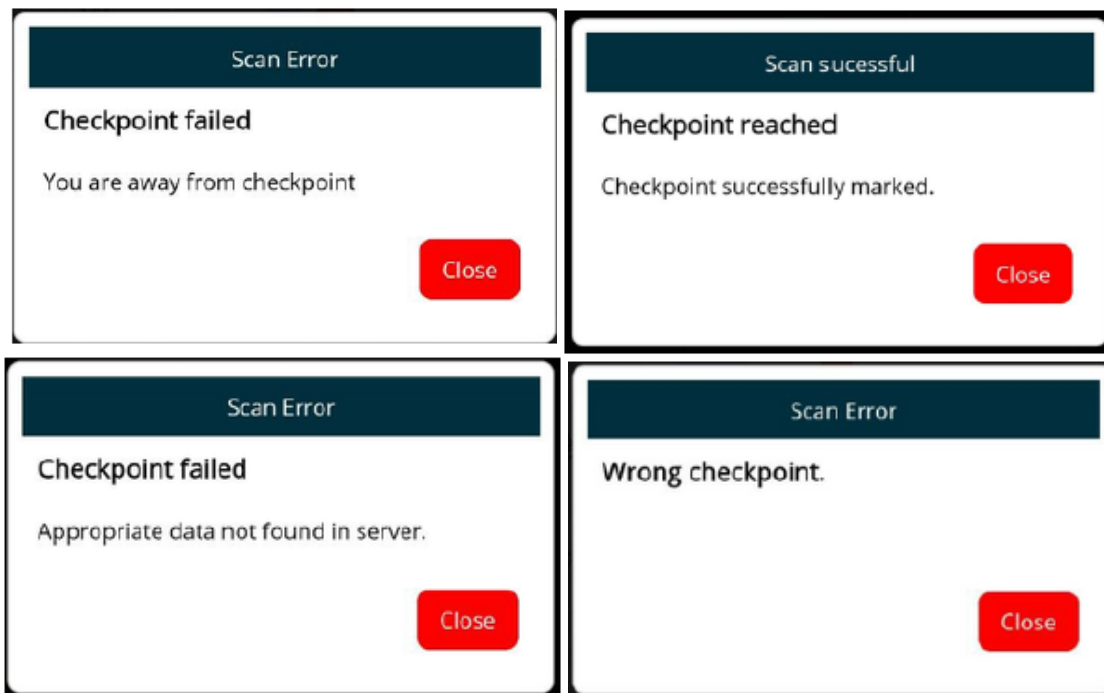 Scan Error
Checkpoint failed
You are away from checkpoint
Close
Scan sucessful
Checkpoint reached
Checkpoint successfully marked.
Close
Scan Error
Checkpoint failed
Appropriate data not found in server.
Close
Scan Error
Wrong checkpoint.
Close